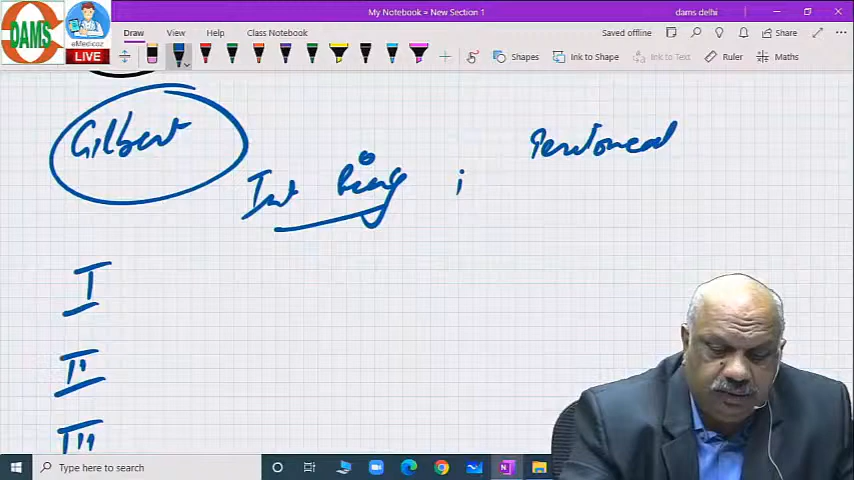 My Notebook = New Section 1
dams delhi
DAMS
eMedicoz
LIVE
Draw
View
Help
Class Notebook
Saved offline
Share
Shapes
Ink to Shape
Ink to Text
Ruler
Maths
Gilbert
Peritoneal
Int Ring i
I
II
III
Type here to search